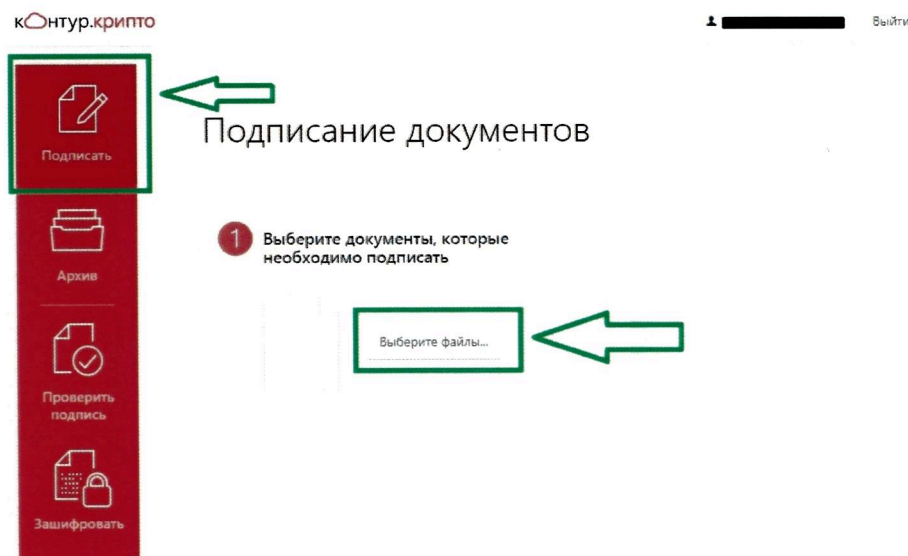 контур.крипто
Выйти
Подписать
Подписание документов
1 Выберите документы, которые
необходимо подписать
Архив
Выберите файлы...
Проверить
подпись
Зашифровать